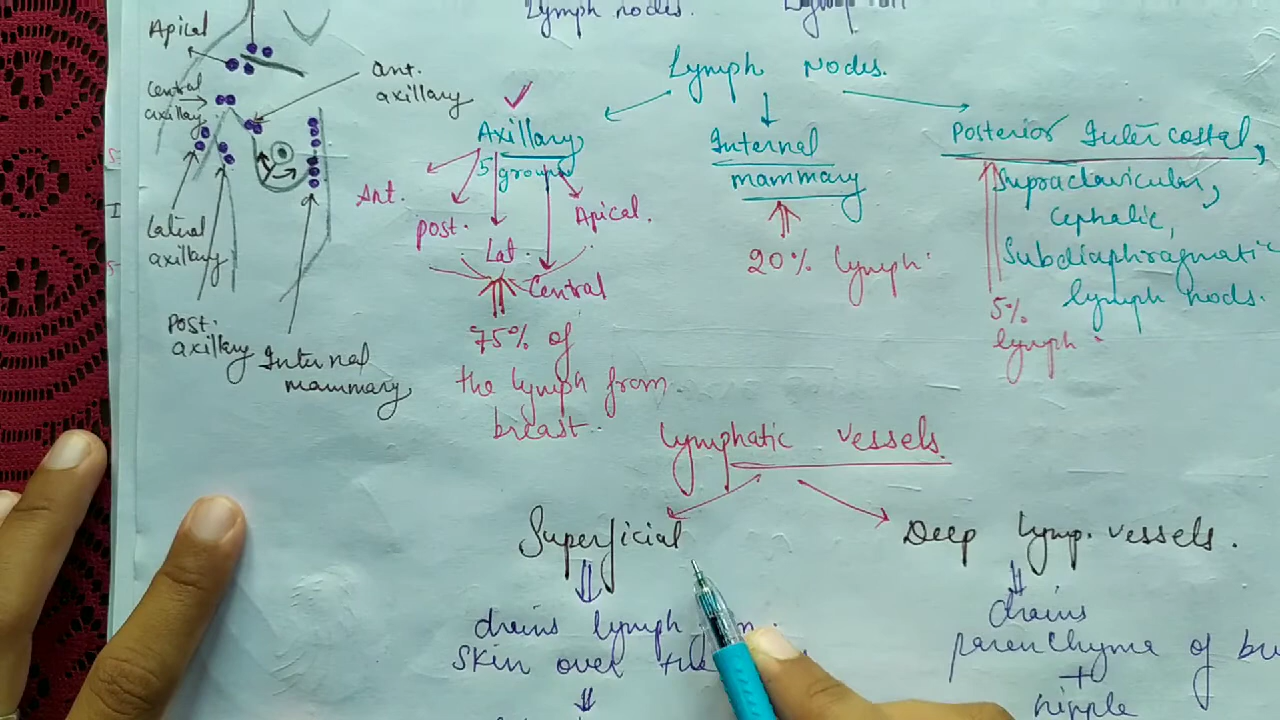 Lymph nodes.
Apical
Central
axillary
ant.
axillary
Lateral
axillary
Post.
axillary
Internal
mammary
Lymph Nodes.
Axillary
5 groups
Ant.
Post.
Lat.
Central
Apical.
75% of
the lymph from
breast.
Internal
mammary
20% lymph.
Posterior Intercostal,
Supraclavicular,
Cephalic,
Subdiaphragmatic
lymph nods.
5%
lymph.
Lymphatic vessels.
Superficial
drains lymph
skin over
Deep lymp. vessels.
drains
parenchyma of
+
nipple